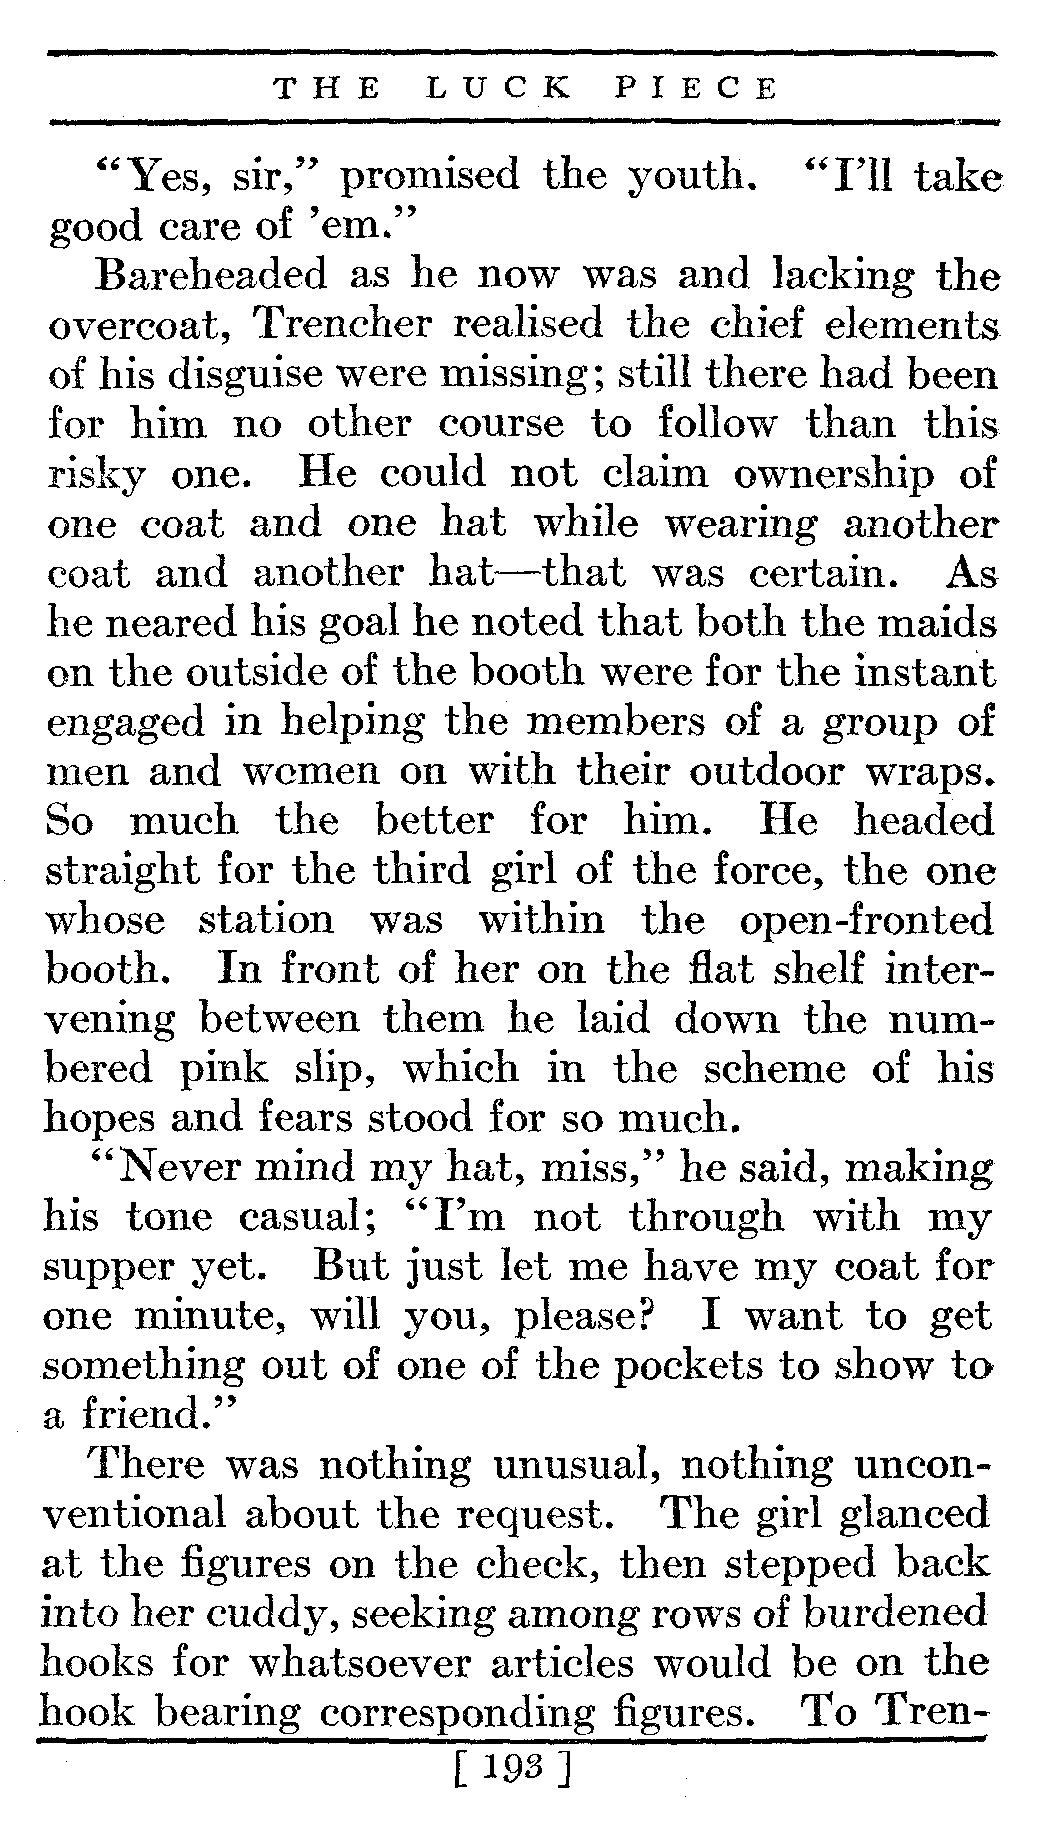 THE LUCK PIECE
“Yes, sir,” promised the youth. “I’ll take
good care of ’em.”
Bareheaded as he now was and lacking the
overcoat, Trencher realised the chief elements
of his disguise were missing; still there had been
for him no other course to follow than this
risky one. He could not claim ownership of
one coat and one hat while wearing another
coat and another hat—that was certain. As
he neared his goal he noted that both the maids
on the outside of the booth were for the instant
engaged in helping the members of a group of
men and women on with their outdoor wraps.
So much the better for him. He headed
straight for the third girl of the force, the one
whose station was within the open-fronted
booth. In front of her on the flat shelf inter-
vening between them he laid down the num-
bered pink slip, which in the scheme of his
hopes and fears stood for so much.
“Never mind my hat, miss,” he said, making
his tone casual; “I’m not through with my
supper yet. But just let me have my coat for
one minute, will you, please? I want to get
something out of one of the pockets to show to
a friend.”
There was nothing unusual, nothing uncon-
ventional about the request. The girl glanced
at the figures on the check, then stepped back
into her cuddy, seeking among rows of burdened
hooks for whatsoever articles would be on the
hook bearing corresponding figures. To Tren-
[ 193 ]